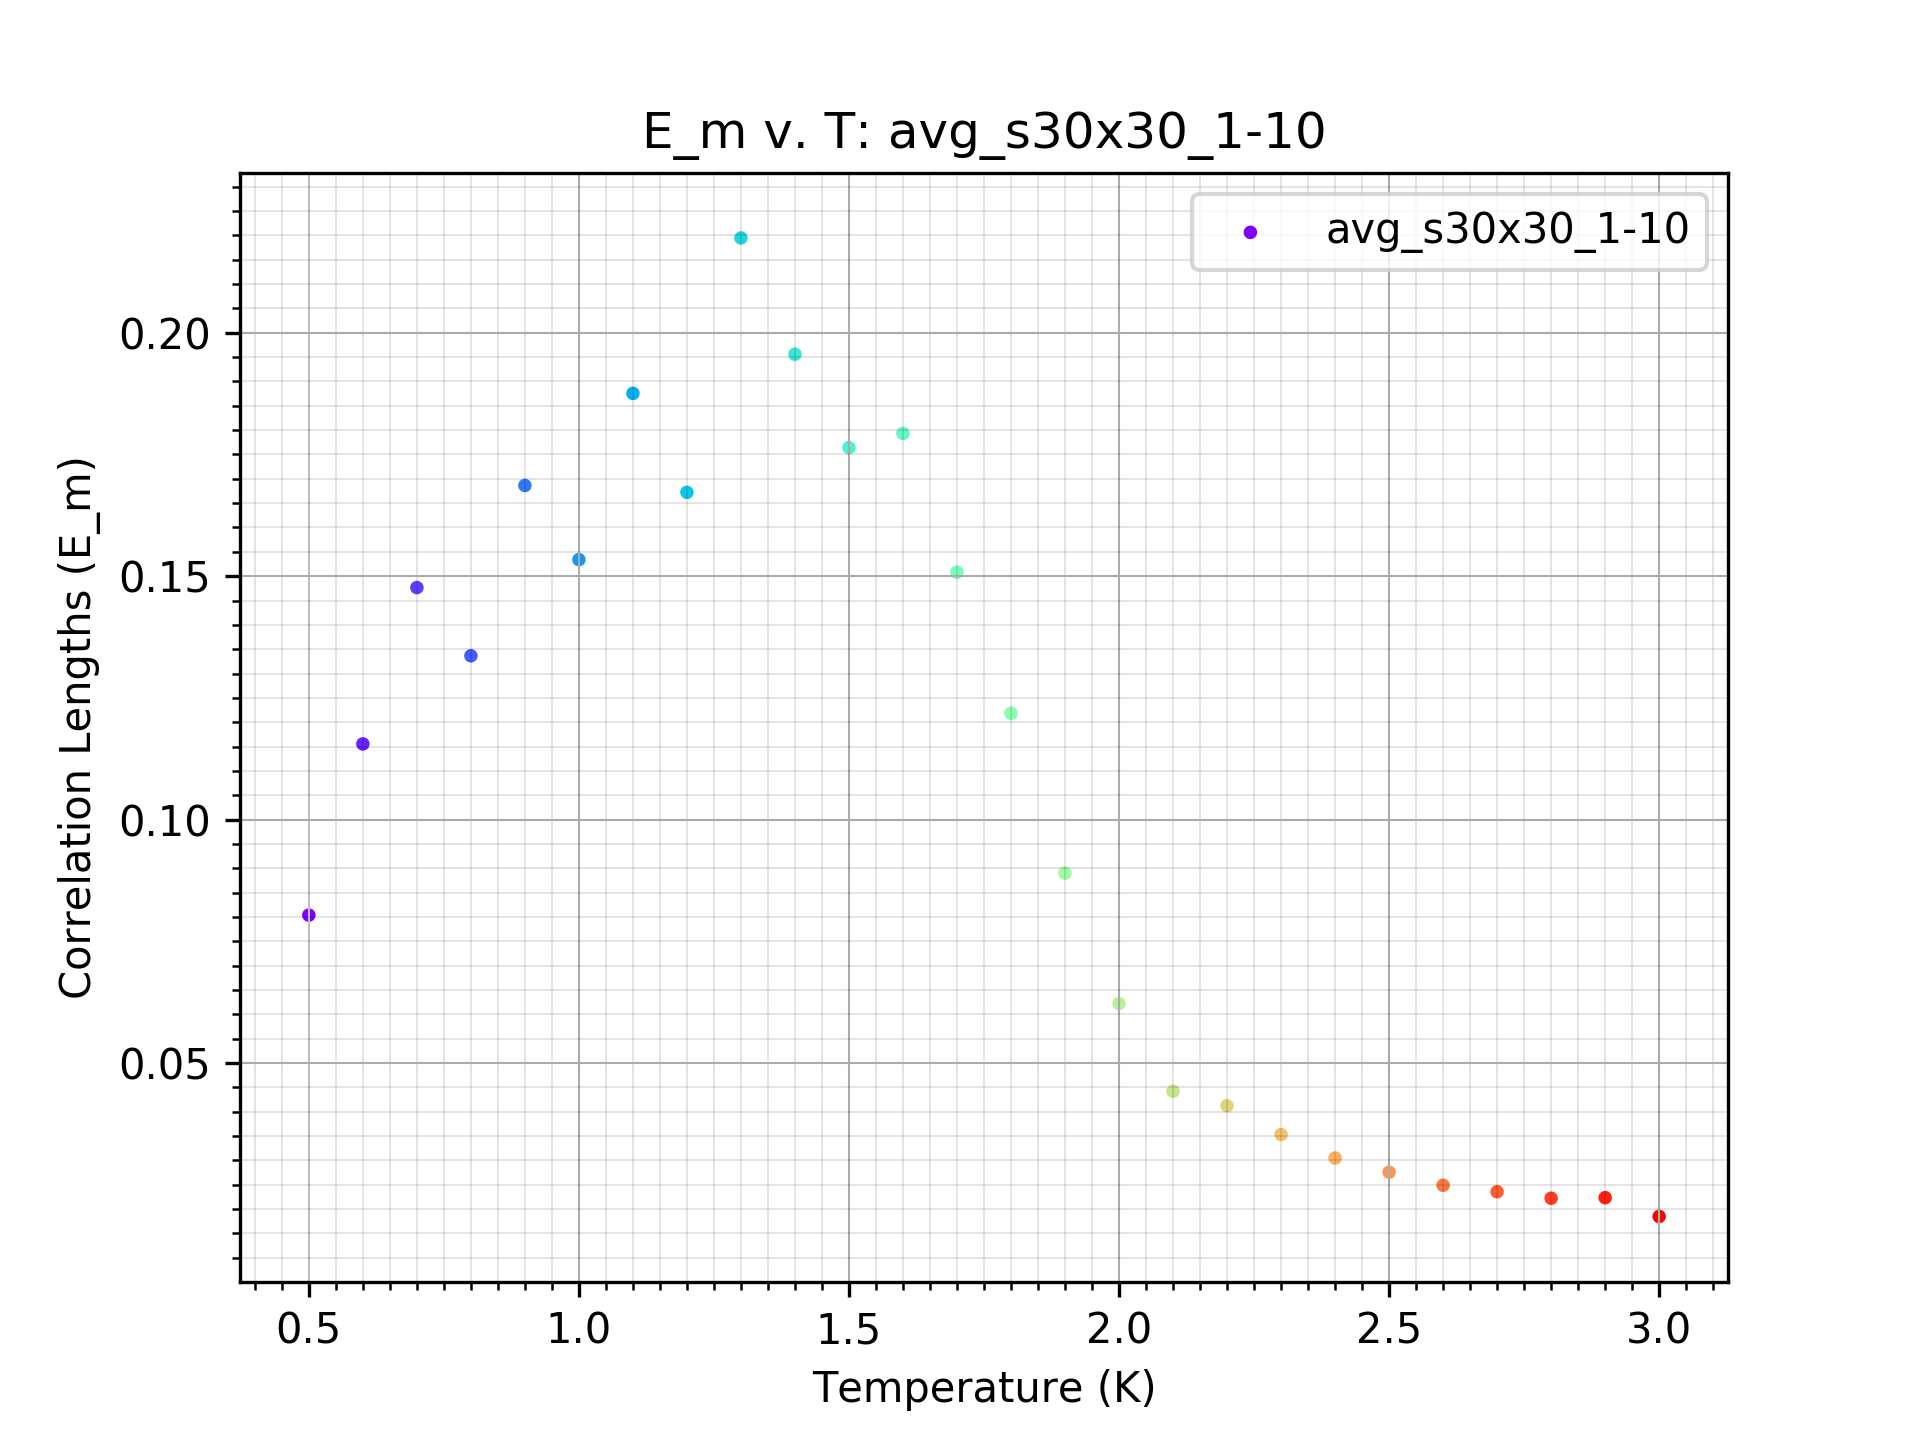 E_m v. T: avg_s30x30_1-10
avg_s30x30_1-10
Correlation Lengths (E_m)
0.20
0.15
0.10
0.05
0.5 1.0 1.5 2.0 2.5 3.0
Temperature (K)